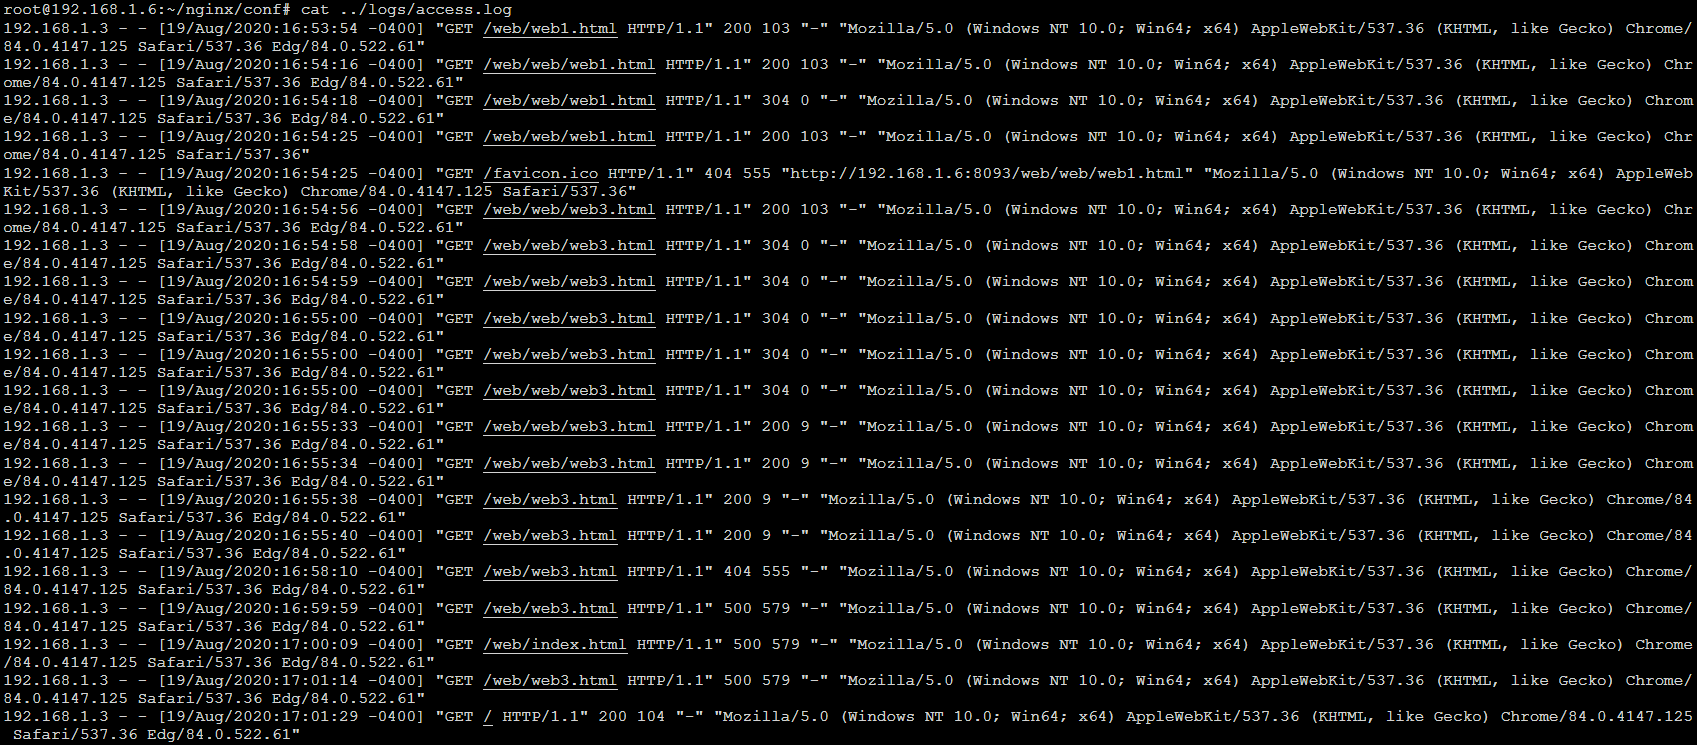 root@192.168.1.6:~/nginx/conf# cat ../logs/access.log
192.168.1.3 - - [19/Aug/2020:16:53:54 -0400] "GET /web/web1.html HTTP/1.1" 200 103 "-" "Mozilla/5.0 (Windows NT 10.0; Win64; x64) AppleWebKit/537.36 (KHTML, like Gecko) Chrome/
84.0.4147.125 Safari/537.36 Edg/84.0.522.61"
192.168.1.3 - - [19/Aug/2020:16:54:16 -0400] "GET /web/web/web1.html HTTP/1.1" 200 103 "-" "Mozilla/5.0 (Windows NT 10.0; Win64; x64) AppleWebKit/537.36 (KHTML, like Gecko) Chr
ome/84.0.4147.125 Safari/537.36 Edg/84.0.522.61"
192.168.1.3 - - [19/Aug/2020:16:54:18 -0400] "GET /web/web/web1.html HTTP/1.1" 304 0 "-" "Mozilla/5.0 (Windows NT 10.0; Win64; x64) AppleWebKit/537.36 (KHTML, like Gecko) Chrom
e/84.0.4147.125 Safari/537.36 Edg/84.0.522.61"
192.168.1.3 - - [19/Aug/2020:16:54:25 -0400] "GET /web/web/web1.html HTTP/1.1" 200 103 "-" "Mozilla/5.0 (Windows NT 10.0; Win64; x64) AppleWebKit/537.36 (KHTML, like Gecko) Chr
ome/84.0.4147.125 Safari/537.36"
192.168.1.3 - - [19/Aug/2020:16:54:25 -0400] "GET /favicon.ico HTTP/1.1" 404 555 "http://192.168.1.6:8093/web/web/web1.html" "Mozilla/5.0 (Windows NT 10.0; Win64; x64) AppleWeb
Kit/537.36 (KHTML, like Gecko) Chrome/84.0.4147.125 Safari/537.36"
192.168.1.3 - - [19/Aug/2020:16:54:56 -0400] "GET /web/web/web3.html HTTP/1.1" 200 103 "-" "Mozilla/5.0 (Windows NT 10.0; Win64; x64) AppleWebKit/537.36 (KHTML, like Gecko) Chr
ome/84.0.4147.125 Safari/537.36 Edg/84.0.522.61"
192.168.1.3 - - [19/Aug/2020:16:54:58 -0400] "GET /web/web/web3.html HTTP/1.1" 304 0 "-" "Mozilla/5.0 (Windows NT 10.0; Win64; x64) AppleWebKit/537.36 (KHTML, like Gecko) Chrom
e/84.0.4147.125 Safari/537.36 Edg/84.0.522.61"
192.168.1.3 - - [19/Aug/2020:16:54:59 -0400] "GET /web/web/web3.html HTTP/1.1" 304 0 "-" "Mozilla/5.0 (Windows NT 10.0; Win64; x64) AppleWebKit/537.36 (KHTML, like Gecko) Chrom
e/84.0.4147.125 Safari/537.36 Edg/84.0.522.61"
192.168.1.3 - - [19/Aug/2020:16:55:00 -0400] "GET /web/web/web3.html HTTP/1.1" 304 0 "-" "Mozilla/5.0 (Windows NT 10.0; Win64; x64) AppleWebKit/537.36 (KHTML, like Gecko) Chrom
e/84.0.4147.125 Safari/537.36 Edg/84.0.522.61"
192.168.1.3 - - [19/Aug/2020:16:55:00 -0400] "GET /web/web/web3.html HTTP/1.1" 304 0 "-" "Mozilla/5.0 (Windows NT 10.0; Win64; x64) AppleWebKit/537.36 (KHTML, like Gecko) Chrom
e/84.0.4147.125 Safari/537.36 Edg/84.0.522.61"
192.168.1.3 - - [19/Aug/2020:16:55:00 -0400] "GET /web/web/web3.html HTTP/1.1" 304 0 "-" "Mozilla/5.0 (Windows NT 10.0; Win64; x64) AppleWebKit/537.36 (KHTML, like Gecko) Chrom
e/84.0.4147.125 Safari/537.36 Edg/84.0.522.61"
192.168.1.3 - - [19/Aug/2020:16:55:33 -0400] "GET /web/web/web3.html HTTP/1.1" 200 9 "-" "Mozilla/5.0 (Windows NT 10.0; Win64; x64) AppleWebKit/537.36 (KHTML, like Gecko) Chrom
e/84.0.4147.125 Safari/537.36 Edg/84.0.522.61"
192.168.1.3 - - [19/Aug/2020:16:55:34 -0400] "GET /web/web/web3.html HTTP/1.1" 200 9 "-" "Mozilla/5.0 (Windows NT 10.0; Win64; x64) AppleWebKit/537.36 (KHTML, like Gecko) Chrom
e/84.0.4147.125 Safari/537.36 Edg/84.0.522.61"
192.168.1.3 - - [19/Aug/2020:16:55:38 -0400] "GET /web/web3.html HTTP/1.1" 200 9 "-" "Mozilla/5.0 (Windows NT 10.0; Win64; x64) AppleWebKit/537.36 (KHTML, like Gecko) Chrome/84
.0.4147.125 Safari/537.36 Edg/84.0.522.61"
192.168.1.3 - - [19/Aug/2020:16:55:40 -0400] "GET /web/web3.html HTTP/1.1" 200 9 "-" "Mozilla/5.0 (Windows NT 10.0; Win64; x64) AppleWebKit/537.36 (KHTML, like Gecko) Chrome/84
.0.4147.125 Safari/537.36 Edg/84.0.522.61"
192.168.1.3 - - [19/Aug/2020:16:58:10 -0400] "GET /web/web3.html HTTP/1.1" 404 555 "-" "Mozilla/5.0 (Windows NT 10.0; Win64; x64) AppleWebKit/537.36 (KHTML, like Gecko) Chrome/
84.0.4147.125 Safari/537.36 Edg/84.0.522.61"
192.168.1.3 - - [19/Aug/2020:16:59:59 -0400] "GET /web/web3.html HTTP/1.1" 500 579 "-" "Mozilla/5.0 (Windows NT 10.0; Win64; x64) AppleWebKit/537.36 (KHTML, like Gecko) Chrome/
84.0.4147.125 Safari/537.36 Edg/84.0.522.61"
192.168.1.3 - - [19/Aug/2020:17:00:09 -0400] "GET /web/index.html HTTP/1.1" 500 579 "-" "Mozilla/5.0 (Windows NT 10.0; Win64; x64) AppleWebKit/537.36 (KHTML, like Gecko) Chrome
/84.0.4147.125 Safari/537.36 Edg/84.0.522.61"
192.168.1.3 - - [19/Aug/2020:17:01:14 -0400] "GET /web/web3.html HTTP/1.1" 500 579 "-" "Mozilla/5.0 (Windows NT 10.0; Win64; x64) AppleWebKit/537.36 (KHTML, like Gecko) Chrome/
84.0.4147.125 Safari/537.36 Edg/84.0.522.61"
192.168.1.3 - - [19/Aug/2020:17:01:29 -0400] "GET / HTTP/1.1" 200 104 "-" "Mozilla/5.0 (Windows NT 10.0; Win64; x64) AppleWebKit/537.36 (KHTML, like Gecko) Chrome/84.0.4147.125
 Safari/537.36 Edg/84.0.522.61"